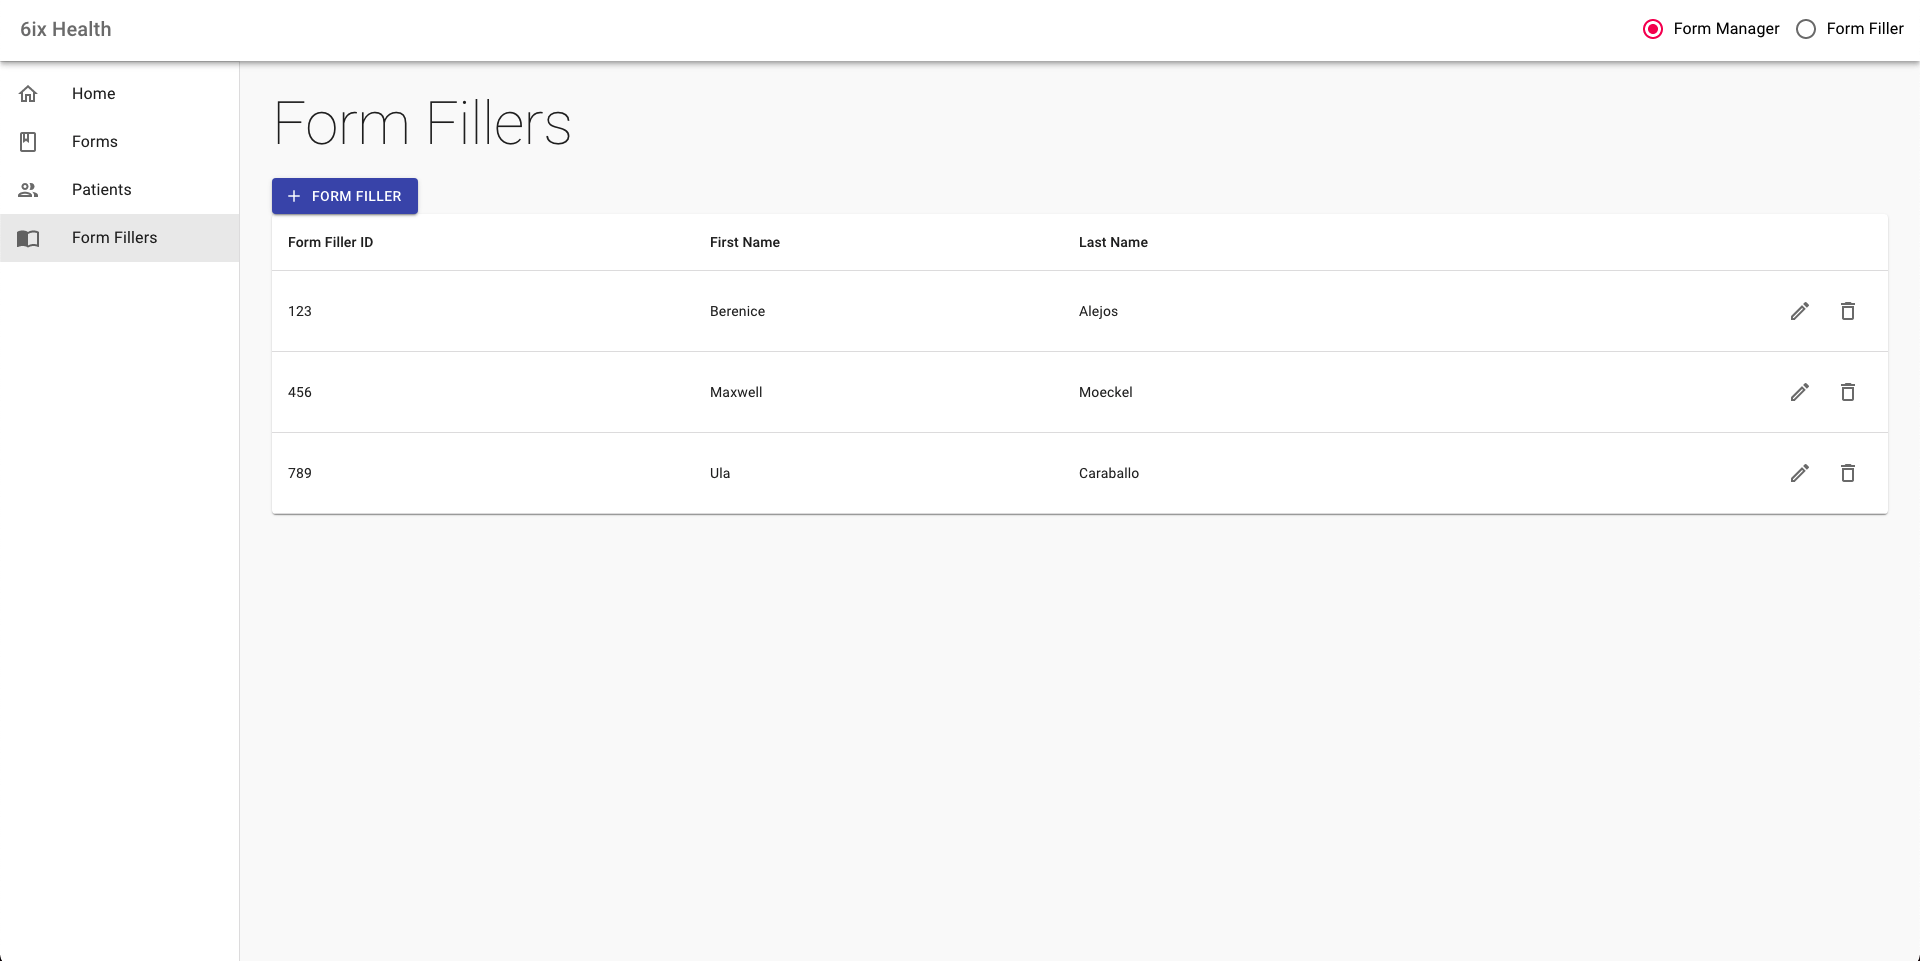 6ix Health
Form Manager Form Filler
Home
Forms
Patients
Form Fillers
Form Fillers
FORM FILLER
Form Filler ID First Name Last Name
123 Berenice Alejos
456 Maxwell Moeckel
789 Ula Caraballo